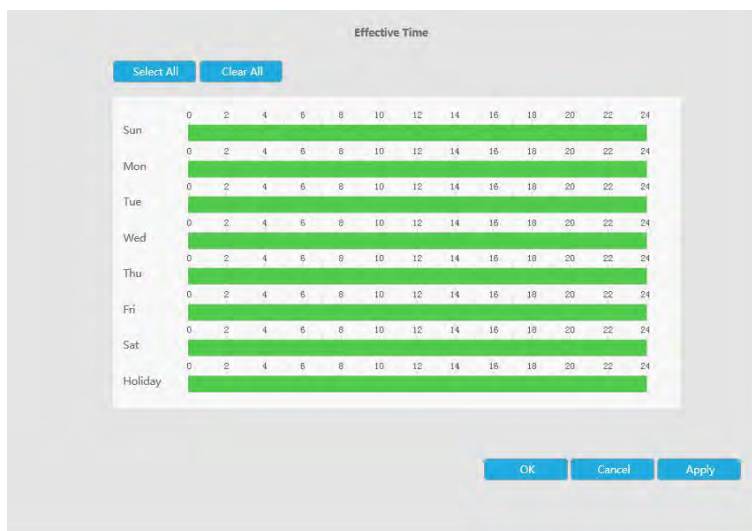 Effective Time
Select All Clear All
0 2 4 6 8 10 12 14 16 18 20 22 24
Sun
0 2 4 6 8 10 12 14 16 18 20 22 24
Mon
0 2 4 6 8 10 12 14 16 18 20 22 24
Tue
0 2 4 6 8 10 12 14 16 18 20 22 24
Wed
0 2 4 6 8 10 12 14 16 18 20 22 24
Thu
0 2 4 6 8 10 12 14 16 18 20 22 24
Fri
0 2 4 6 8 10 12 14 16 18 20 22 24
Sat
0 2 4 6 8 10 12 14 16 18 20 22 24
Holiday
OK Cancel Apply